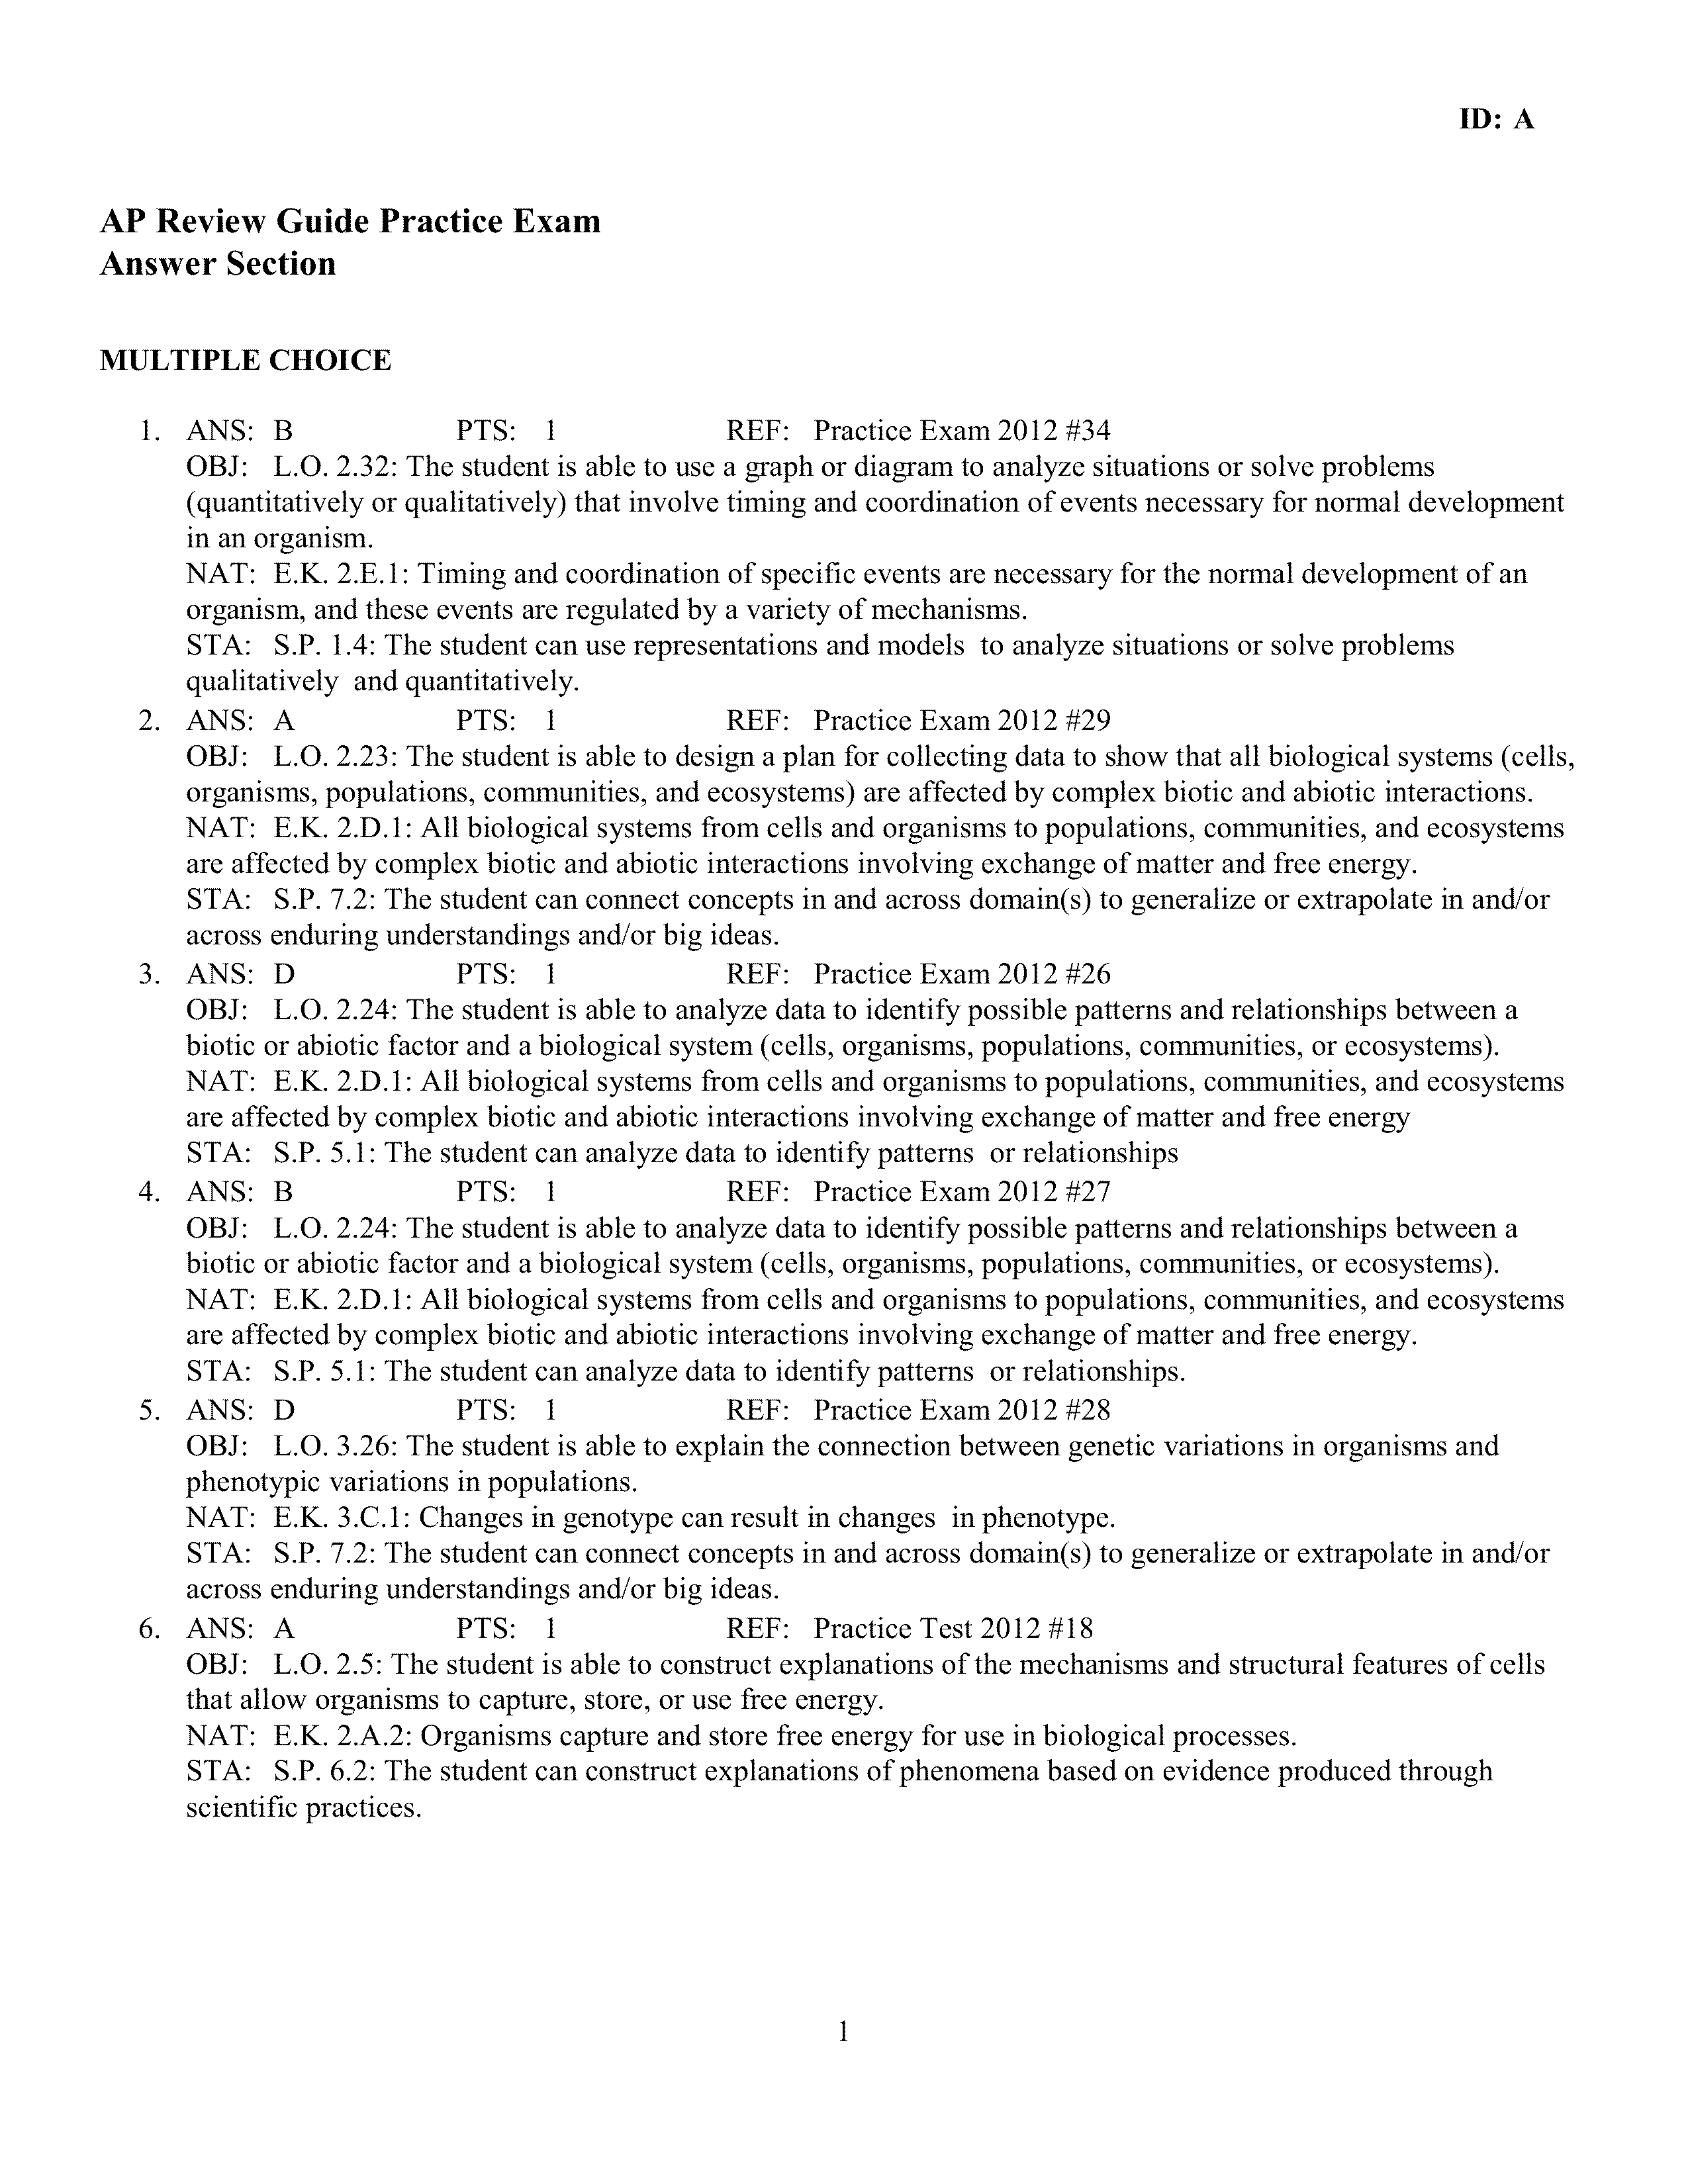 ID: A
AP Review Guide Practice Exam
Answer Section
MULTIPLE CHOICE
1. ANS: B PTS: 1 REF: Practice Exam 2012 #34
OBJ: L.O. 2.32: The student is able to use a graph or diagram to analyze situations or solve problems
(quantitatively or qualitatively) that involve timing and coordination of events necessary for normal development
in an organism.
NAT: E.K. 2.E.1: Timing and coordination of specific events are necessary for the normal development of an
organism, and these events are regulated by a variety of mechanisms.
STA: S.P. 1.4: The student can use representations and models to analyze situations or solve problems
qualitatively and quantitatively.
2. ANS: A PTS: 1 REF: Practice Exam 2012 #29
OBJ: L.O. 2.23: The student is able to design a plan for collecting data to show that all biological systems (cells,
organisms, populations, communities, and ecosystems) are affected by complex biotic and abiotic interactions.
NAT: E.K. 2.D.1: All biological systems from cells and organisms to populations, communities, and ecosystems
are affected by complex biotic and abiotic interactions involving exchange of matter and free energy.
STA: S.P. 7.2: The student can connect concepts in and across domain(s) to generalize or extrapolate in and/or
across enduring understandings and/or big ideas.
3. ANS: D PTS: 1 REF: Practice Exam 2012 #26
OBJ: L.O. 2.24: The student is able to analyze data to identify possible patterns and relationships between a
biotic or abiotic factor and a biological system (cells, organisms, populations, communities, or ecosystems).
NAT: E.K. 2.D.1: All biological systems from cells and organisms to populations, communities, and ecosystems
are affected by complex biotic and abiotic interactions involving exchange of matter and free energy
STA: S.P. 5.1: The student can analyze data to identify patterns or relationships
4. ANS: B PTS: 1 REF: Practice Exam 2012 #27
OBJ: L.O. 2.24: The student is able to analyze data to identify possible patterns and relationships between a
biotic or abiotic factor and a biological system (cells, organisms, populations, communities, or ecosystems).
NAT: E.K. 2.D.1: All biological systems from cells and organisms to populations, communities, and ecosystems
are affected by complex biotic and abiotic interactions involving exchange of matter and free energy.
STA: S.P. 5.1: The student can analyze data to identify patterns or relationships.
5. ANS: D PTS: 1 REF: Practice Exam 2012 #28
OBJ: L.O. 3.26: The student is able to explain the connection between genetic variations in organisms and
phenotypic variations in populations.
NAT: E.K. 3.C.1: Changes in genotype can result in changes in phenotype.
STA: S.P. 7.2: The student can connect concepts in and across domain(s) to generalize or extrapolate in and/or
across enduring understandings and/or big ideas.
6. ANS: A PTS: 1 REF: Practice Test 2012 #18
OBJ: L.O. 2.5: The student is able to construct explanations of the mechanisms and structural features of cells
that allow organisms to capture, store, or use free energy.
NAT: E.K. 2.A.2: Organisms capture and store free energy for use in biological processes.
STA: S.P. 6.2: The student can construct explanations of phenomena based on evidence produced through
scientific practices.
1